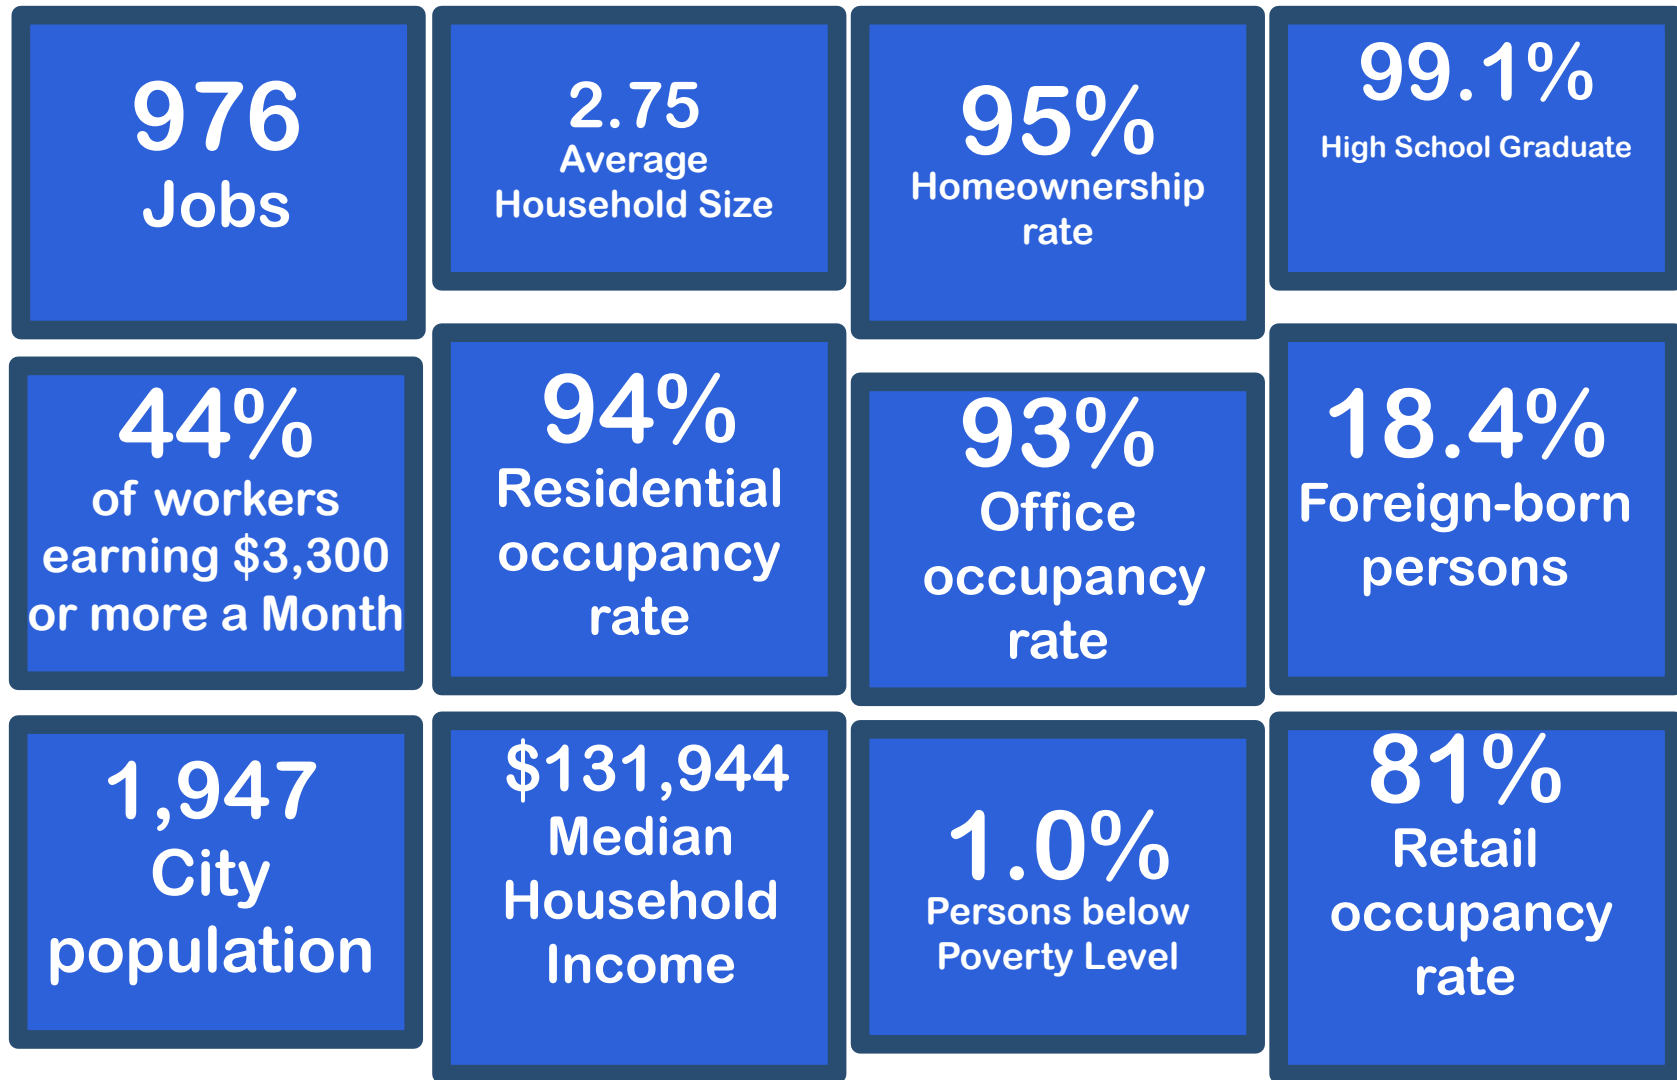 976
Jobs
2.75
Average
Household Size
95%
Homeownership
rate
99.1%
High School Graduate
44%
of workers
earning $3,300
or more a Month
94%
Residential
occupancy
rate
93%
Office
occupancy
rate
18.4%
Foreign-born
persons
1,947
City
population
$131,944
Median
Household
Income
1.0%
Persons below
Poverty Level
81%
Retail
occupancy
rate